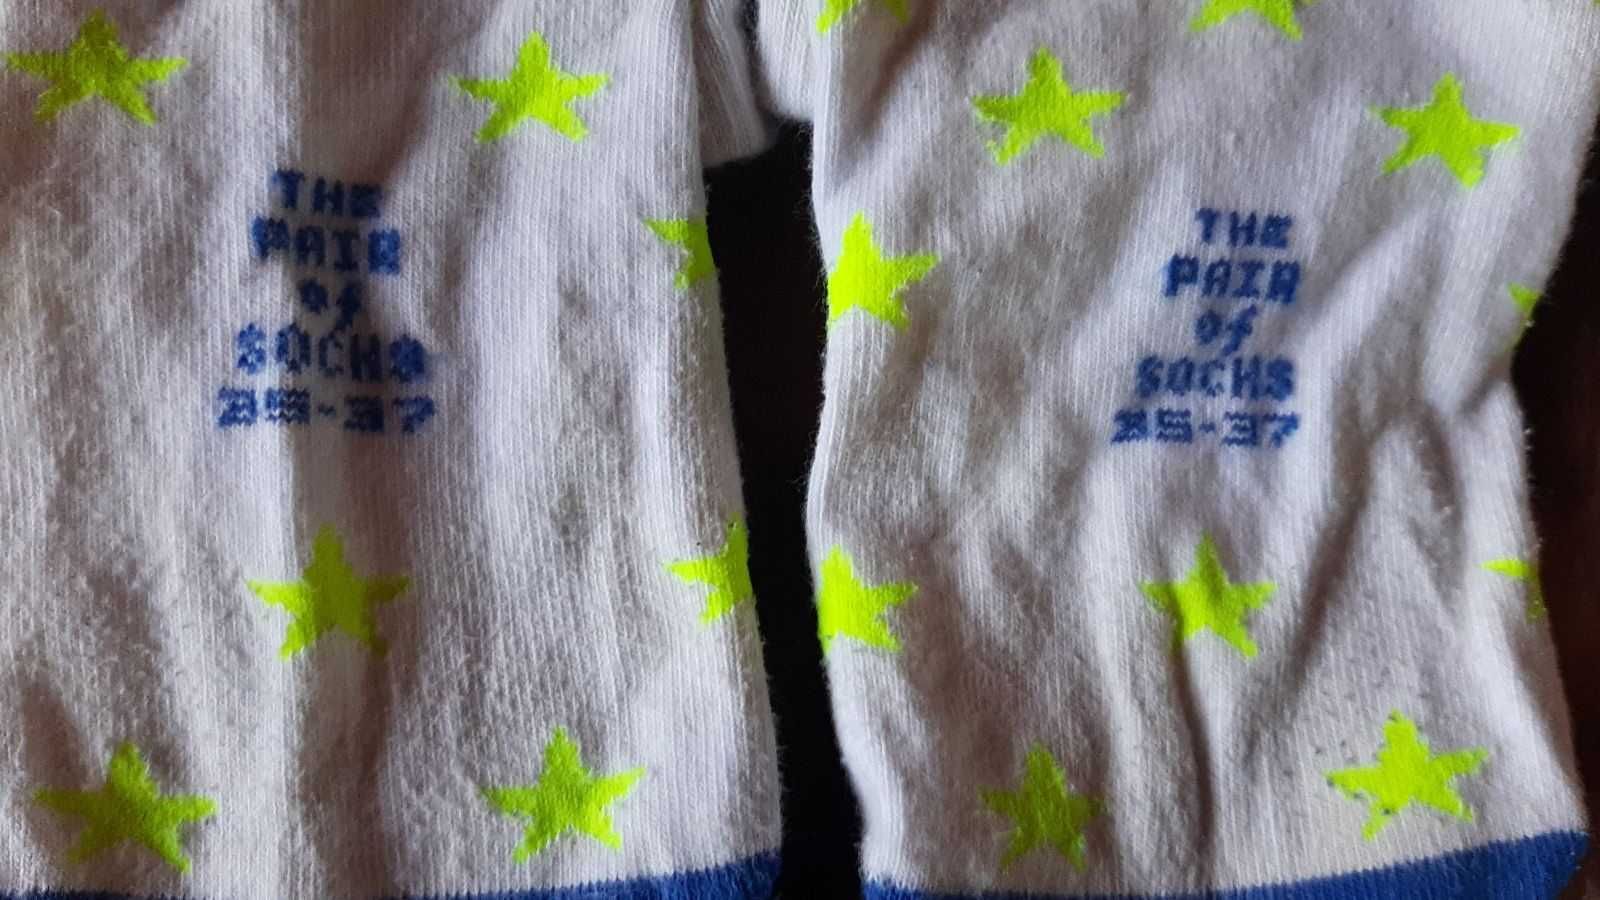 THE
PAIR
of
SOCKS
35-37
THE
PAIR
of
SOCKS
35-37